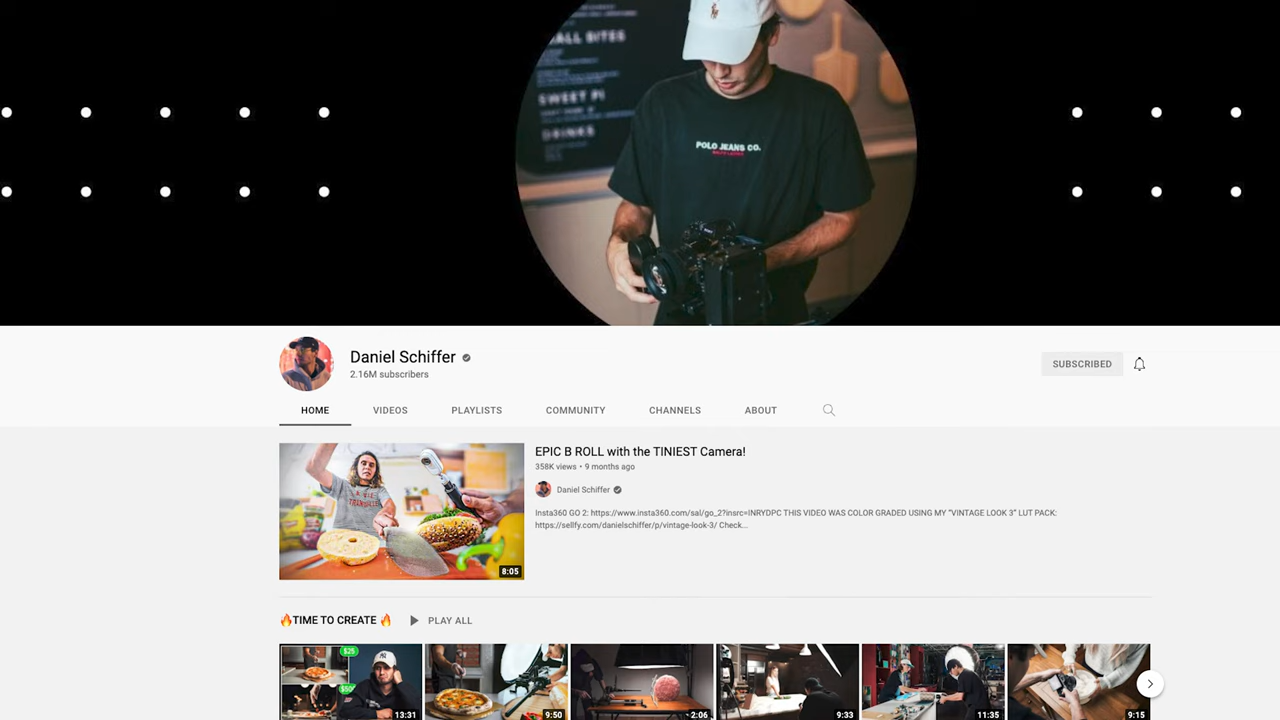 ALL BITES
SWEET PI
DRINKS
POLO JEANS CO.
Daniel Schiffer
2.16M subscribers
SUBSCRIBED
HOME VIDEOS PLAYLISTS COMMUNITY CHANNELS ABOUT
EPIC B ROLL with the TINIEST Camera!
358K views • 9 months ago
Daniel Schiffer
Insta360 GO 2: https://www.insta360.com/sal/go_2?insrc=INRYDPC THIS VIDEO WAS COLOR GRADED USING MY "VINTAGE LOOK 3" LUT PACK:
https://sellfy.com/danielschiffer/p/vintage-look-3/ Check...
8:05
🔥TIME TO CREATE 🔥 PLAY ALL
$25
$500
13:31 9:50 2:06 9:33 11:35 9:15